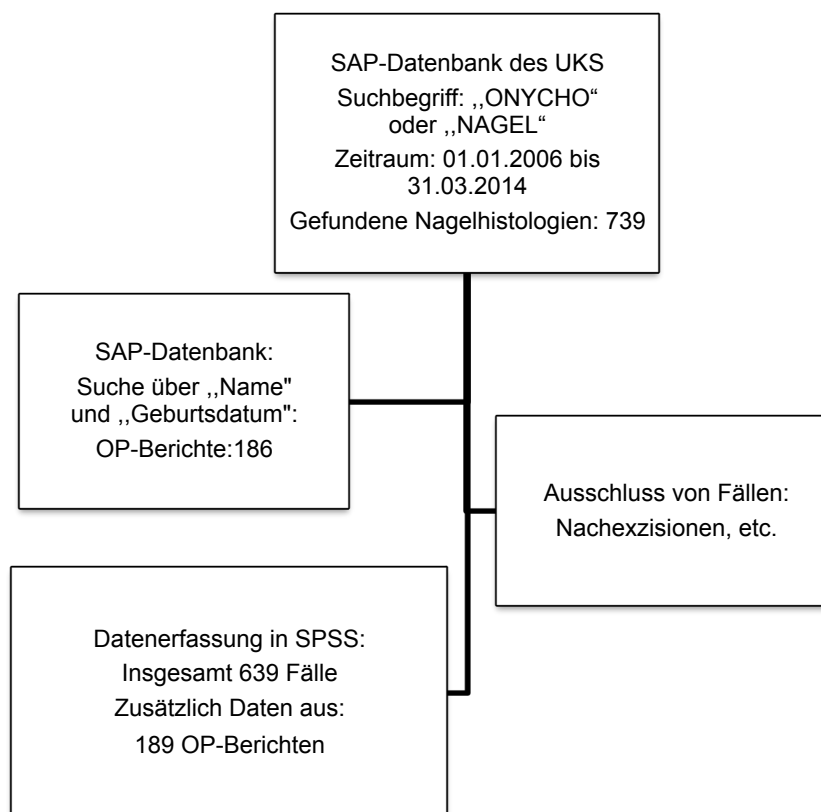 SAP-Datenbank des UKS
Suchbegriff: ,,ONYCHO“
oder ,,NAGEL“
Zeitraum: 01.01.2006 bis
31.03.2014
Gefundene Nagelhistologien: 739
SAP-Datenbank:
Suche über ,,Name"
und ,,Geburtsdatum":
OP-Berichte:186
Ausschluss von Fällen:
Nachexzisionen, etc.
Datenerfassung in SPSS:
Insgesamt 639 Fälle
Zusätzlich Daten aus:
189 OP-Berichten